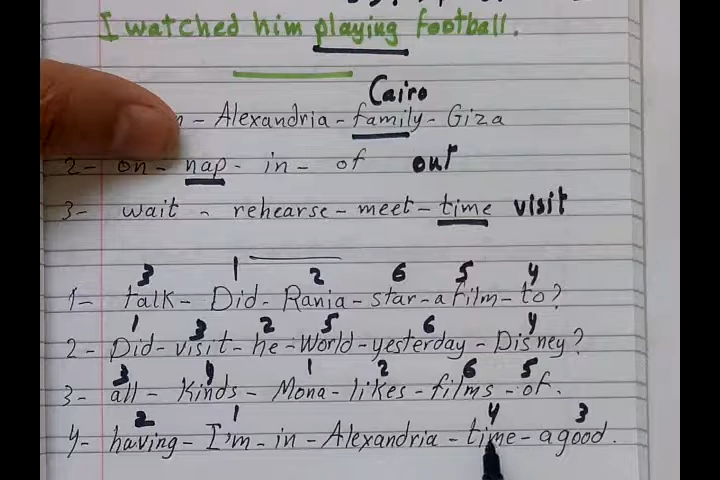 I watched him playing football.
Cairo
Alexandria - family - Giza
2- on - nap - in - of out
3- wait - rehearse - meet - time visit
3 1 2 6 5 4
1- talk - Did - Rania - star - a film - to?
1 3 2 5 6 4
2- Did - visit - he - World - yesterday - Disney?
3 4 1 2 6 5
3- all - Kinds - Mona - likes - films - of.
2 1 4 3
4- having - I'm - in - Alexandria - time - a good.